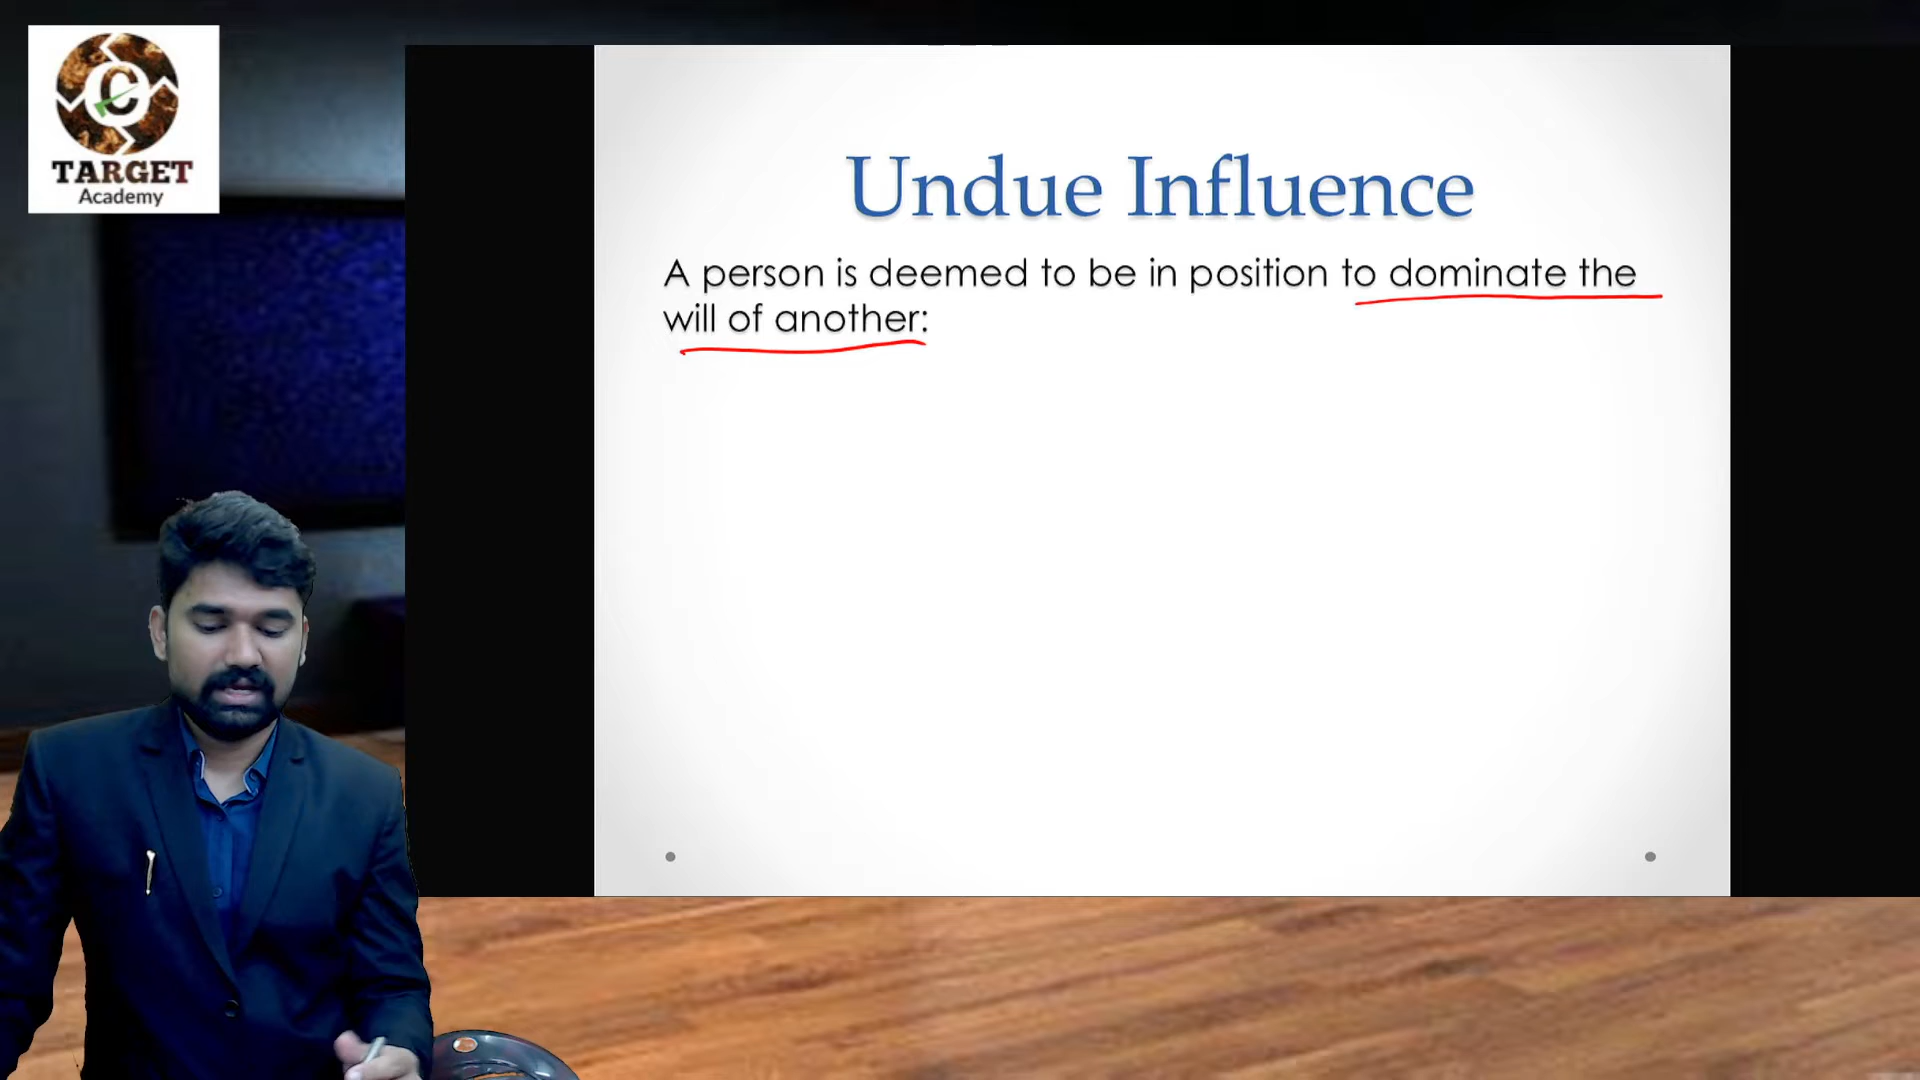 C
TARGET
Academy
Undue Influence
A person is deemed to be in position to dominate the
will of another: